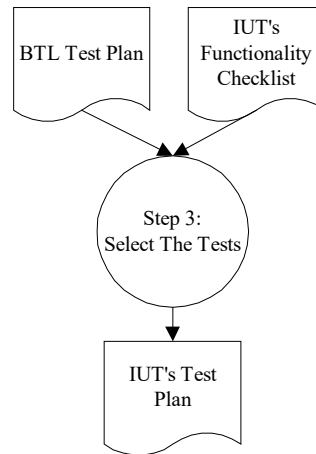 BTL Test Plan
IUT's
Functionality
Checklist
Step 3:
Select The Tests
IUT's Test
Plan